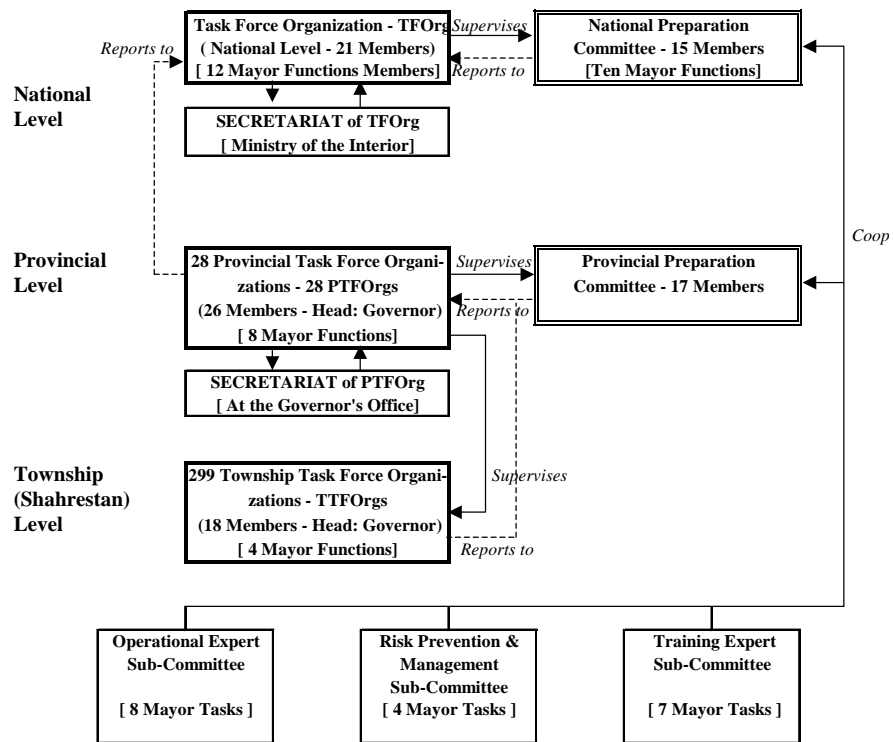 Task Force Organization - TFOrg
( National Level - 21 Members)
[ 12 Mayor Functions Members]
Supervises
National Preparation
Committee - 15 Members
[Ten Mayor Functions]
Reports to
Reports to
National
Level
SECRETARIAT of TFOrg
[ Ministry of the Interior]
Coop
Provincial
Level
28 Provincial Task Force Organi-
zations - 28 PTFOrgs
(26 Members - Head: Governor)
[ 8 Mayor Functions]
Supervises
Provincial Preparation
Committee - 17 Members
Reports to
SECRETARIAT of PTFOrg
[ At the Governor's Office]
Township
(Shahrestan)
Level
299 Township Task Force Organi-
zations - TTFOrgs
(18 Members - Head: Governor)
[ 4 Mayor Functions]
Supervises
Reports to
Operational Expert
Sub-Committee
[ 8 Mayor Tasks ]
Risk Prevention &
Management
Sub-Committee
[ 4 Mayor Tasks ]
Training Expert
Sub-Committee
[ 7 Mayor Tasks ]